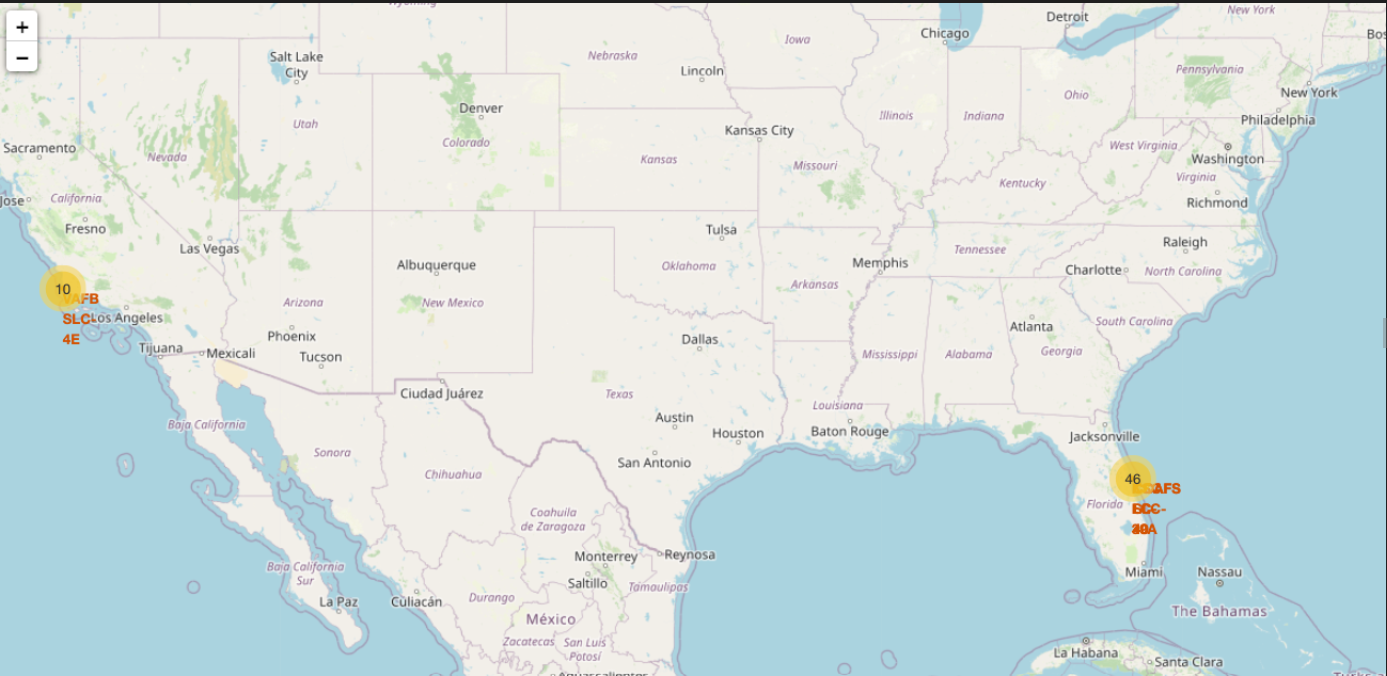 +
−
Wyoming
Detroit
New York
Chicago
Iowa
Salt Lake
City
Nebraska
Lincoln
Pennsylvania
New York
Denver
Ohio
Illinois
Indiana
Philadelphia
Utah
Kansas City
Colorado
Sacramento
West Virginia
Nevada
Kansas
Missouri
Washington
Virginia
Kentucky
Jose
California
Richmond
Fresno
Tulsa
Las Vegas
Raleigh
Tennessee
Albuquerque
Oklahoma
Memphis
Charlotte
North Carolina
Arkansas
10
VAFB
Arizona
New Mexico
SLC-
Los Angeles
South Carolina
Atlanta
Phoenix
4E
Dallas
Tijuana
Mexicali
Tucson
Mississippi
Alabama
Georgia
Ciudad Juárez
Texas
Louisiana
Austin
Baja California
Houston
Baton Rouge
Jacksonville
Sonora
San Antonio
Chihuahua
46
Florida
Coahuila
de Zaragoza
Monterrey
Reynosa
Baja California
Sur
Saltillo
Tamaulipas
Miami
Nassau
Durango
La Paz
Culiacán
The Bahamas
México
Zacatecas
San Luis
Potosí
La Habana
Santa Clara
Aguascalientes